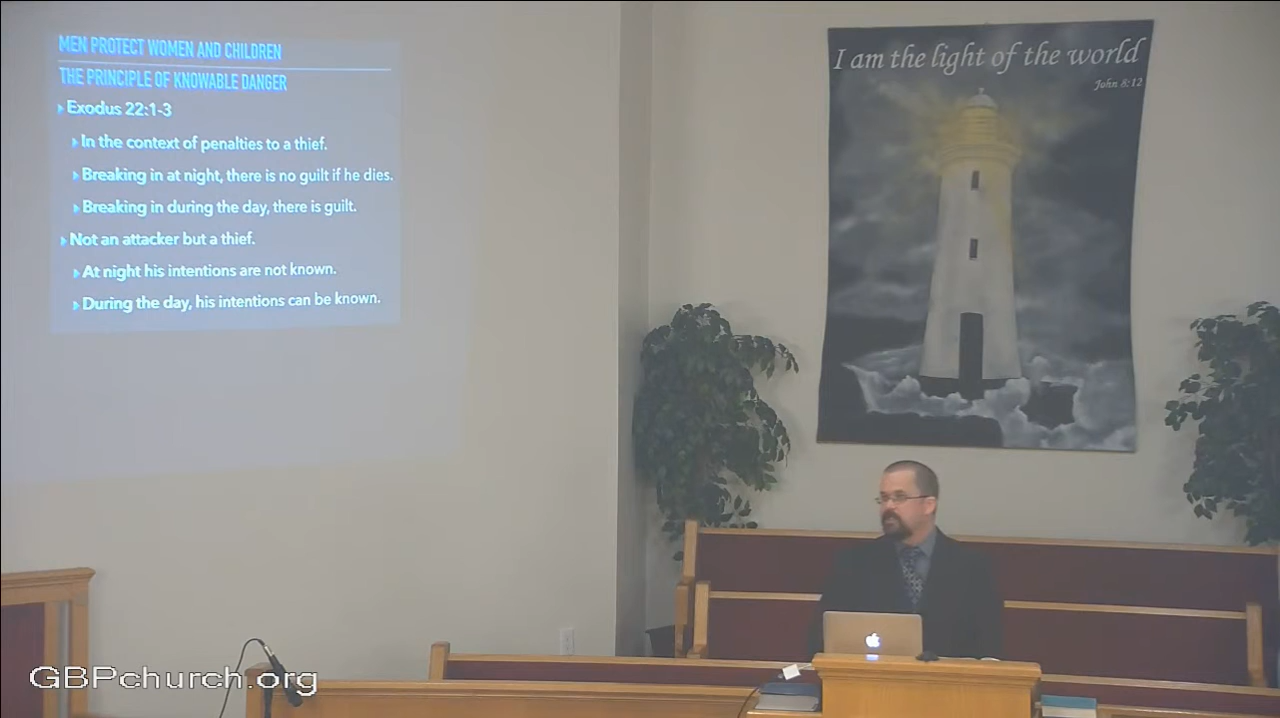 MEN PROTECT WOMEN AND CHILDREN
THE PRINCIPLE OF KNOWABLE DANGER
Exodus 22:1-3
In the context of penalties to a thief.
Breaking in at night, there is no guilt if he dies.
Breaking in during the day, there is guilt.
Not an attacker but a thief.
At night his intentions are not known.
During the day, his intentions can be known.
I am the light of the world
John 8:12
GBPchurch.org